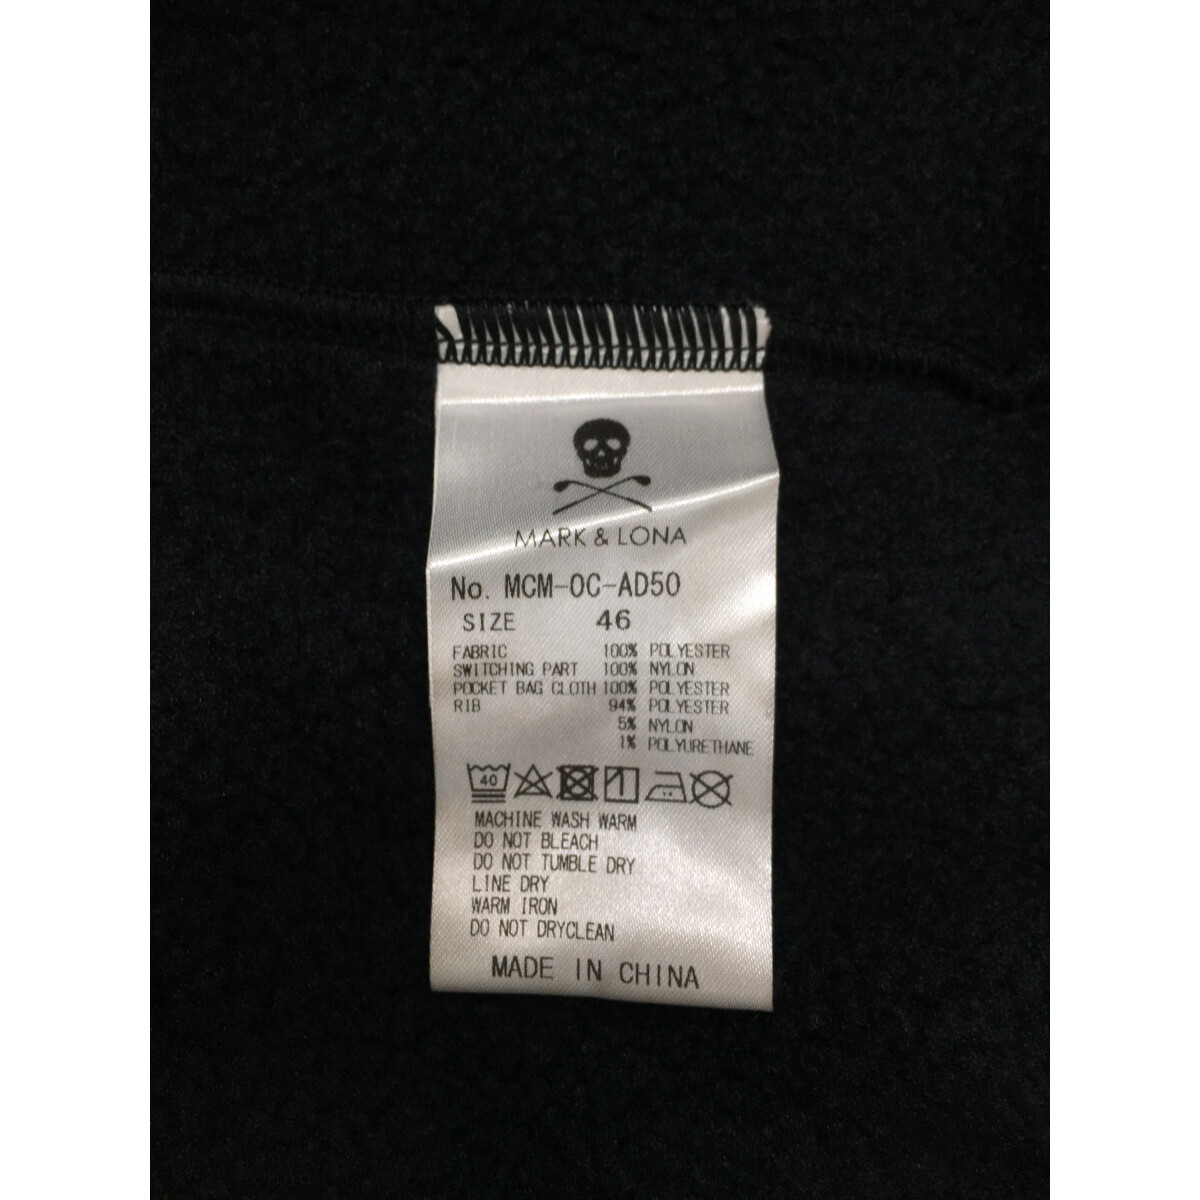 MARK & LONA
No. MCM-OC-AD50
SIZE 46
FABRIC 100% POLYESTER
SWITCHING PART 100% NYLON
POCKET BAG CLOTH 100% POLYESTER
RIB 94% POLYESTER
5% NYLON
1% POLYURETHANE
40
MACHINE WASH WARM
DO NOT BLEACH
DO NOT TUMBLE DRY
LINE DRY
WARM IRON
DO NOT DRYCLEAN
MADE IN CHINA